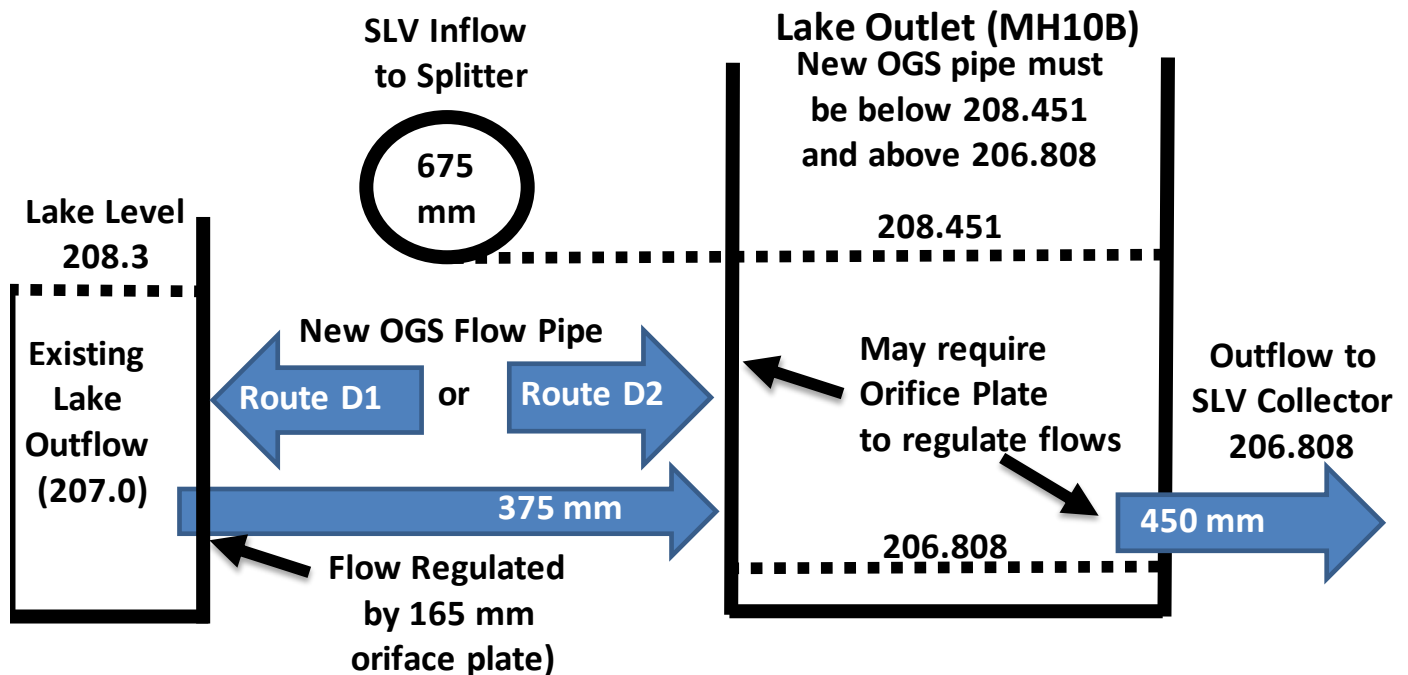 SLV Inflow
to Splitter
675
mm
Lake Outlet (MH10B)
New OGS pipe must
be below 208.451
and above 206.808
Lake Level
208.3
208.451
Existing
Lake
Outflow
(207.0)
New OGS Flow Pipe
Route D1
or
Route D2
May require
Orifice Plate
to regulate flows
Outflow to
SLV Collector
206.808
375 mm
450 mm
206.808
Flow Regulated
by 165 mm
oriface plate)